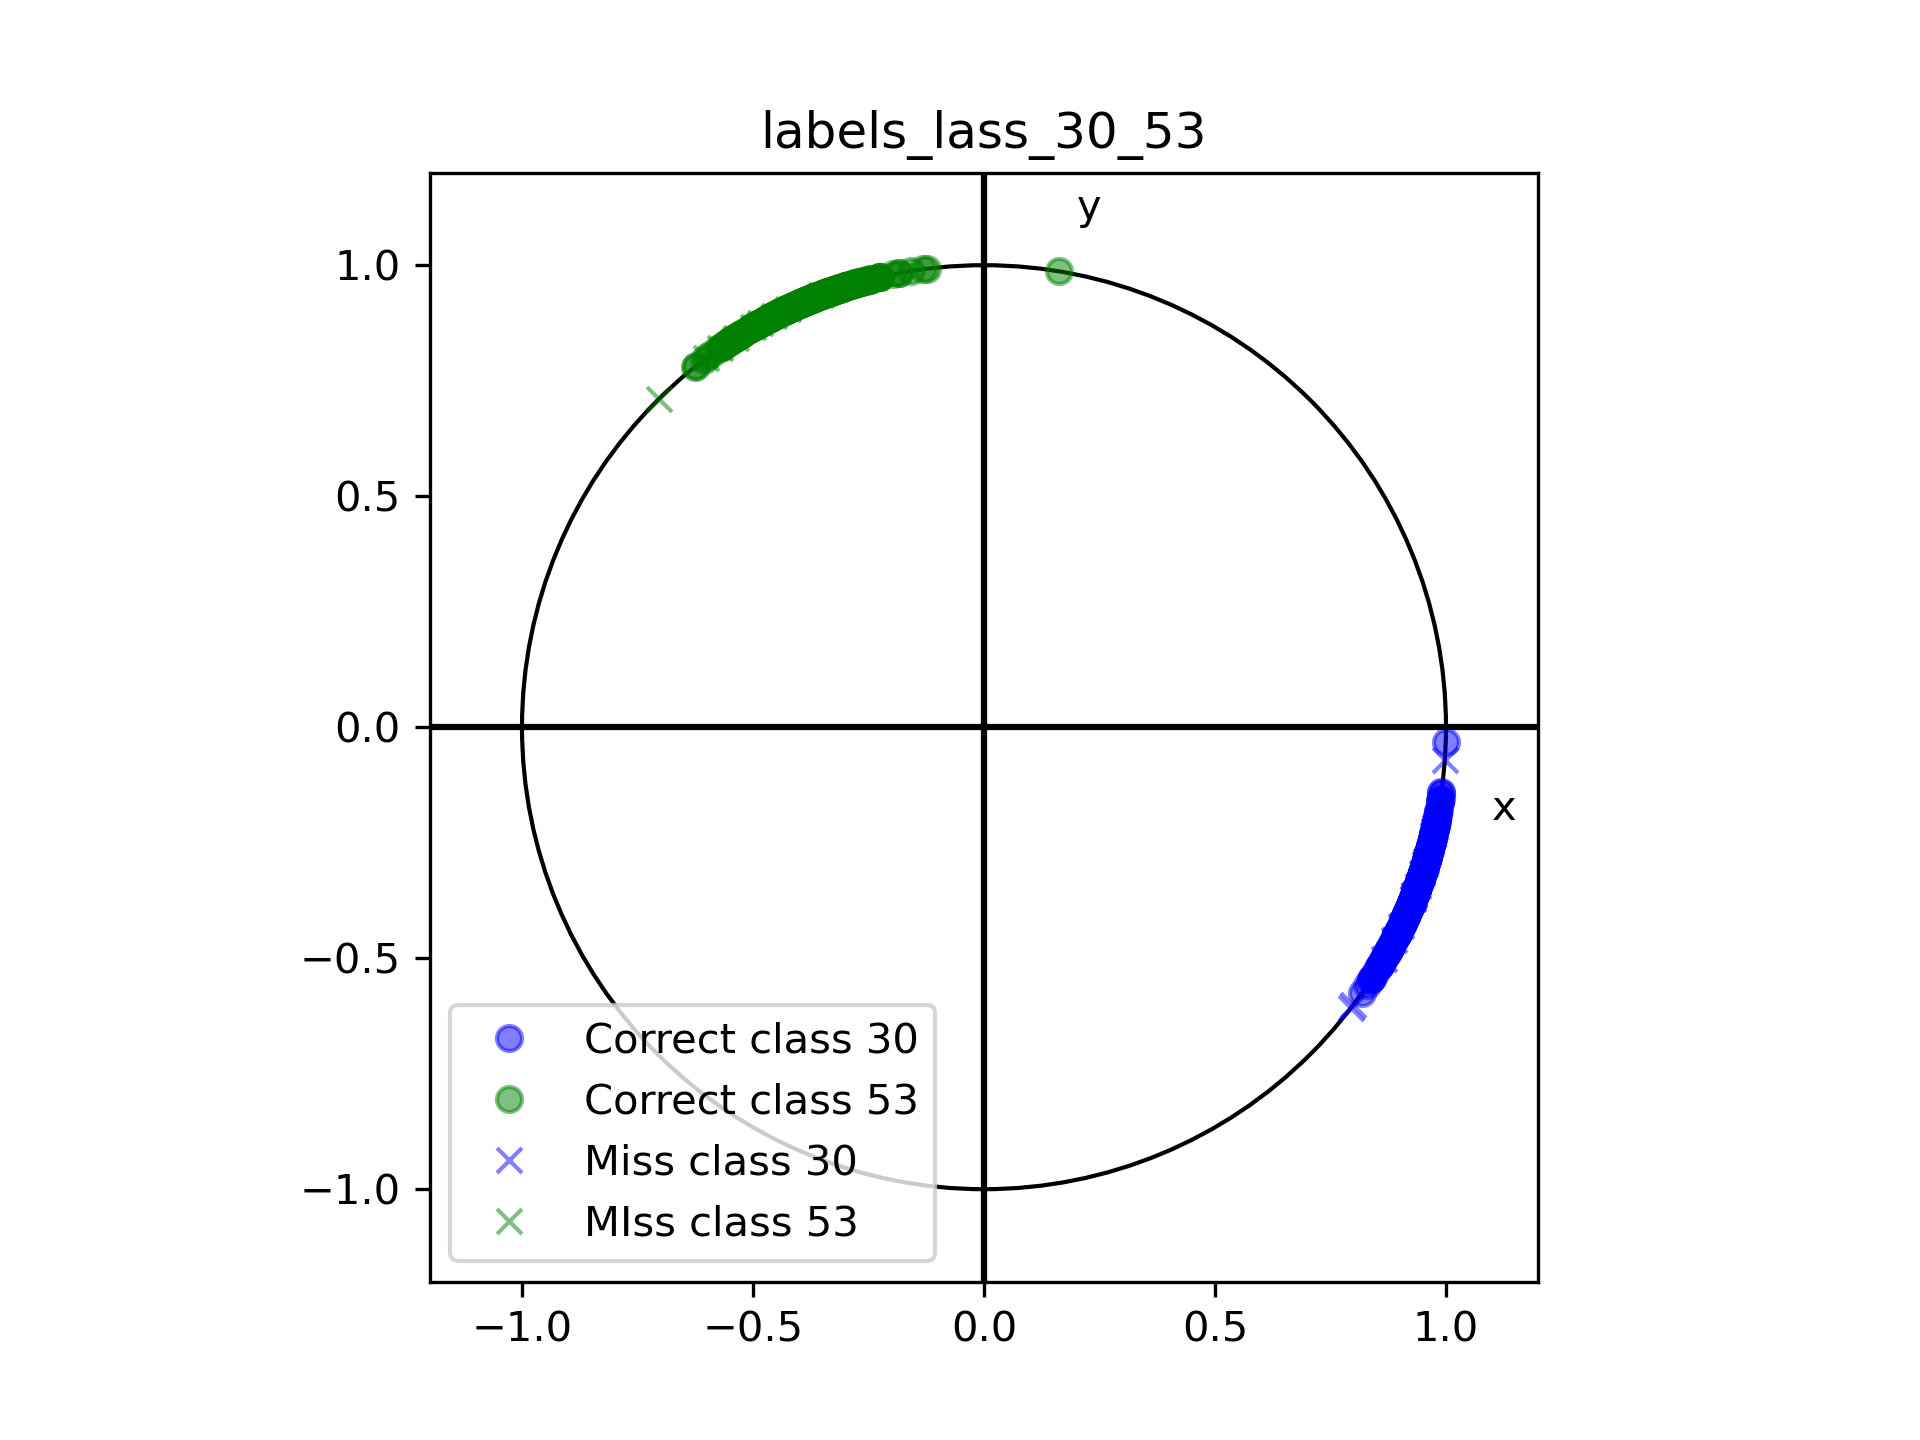 labels_lass_30_53
y
1.0
0.5
0.0
x
−0.5
−1.0
Correct class 30
Correct class 53
Miss class 30
MIss class 53
−1.0 −0.5 0.0 0.5 1.0